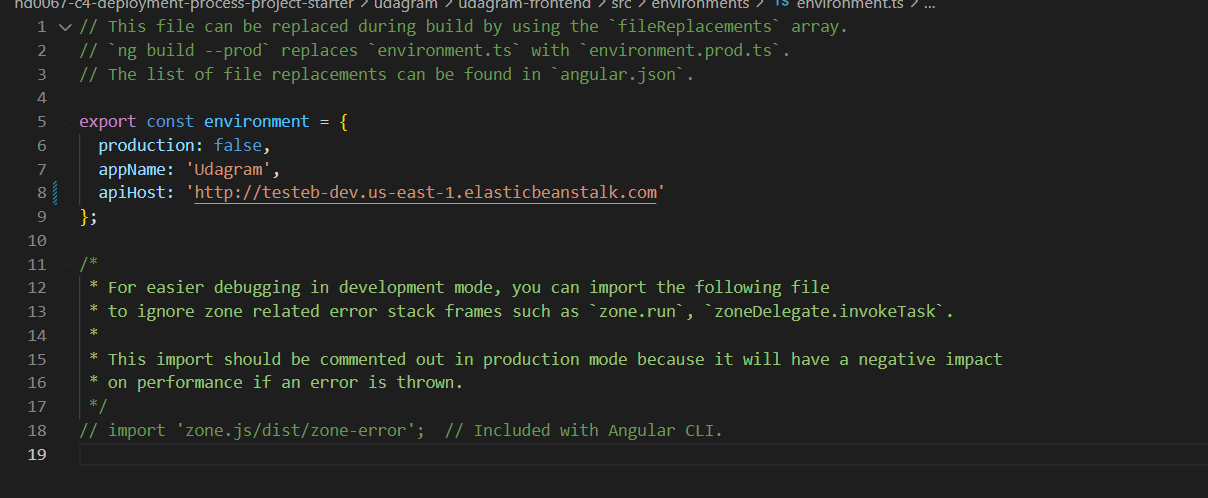 nd0067-c4-deployment-process-project-starter > udagram > udagram-frontend > src > environments > TS environment.ts > ...
1 // This file can be replaced during build by using the `fileReplacements` array.
2 // `ng build --prod` replaces `environment.ts` with `environment.prod.ts`.
3 // The list of file replacements can be found in `angular.json`.
4
5 export const environment = {
6   production: false,
7   appName: 'Udagram',
8   apiHost: 'http://testeb-dev.us-east-1.elasticbeanstalk.com'
9 };
10
11 /*
12  * For easier debugging in development mode, you can import the following file
13  * to ignore zone related error stack frames such as `zone.run`, `zoneDelegate.invokeTask`.
14  *
15  * This import should be commented out in production mode because it will have a negative impact
16  * on performance if an error is thrown.
17  */
18 // import 'zone.js/dist/zone-error';  // Included with Angular CLI.
19